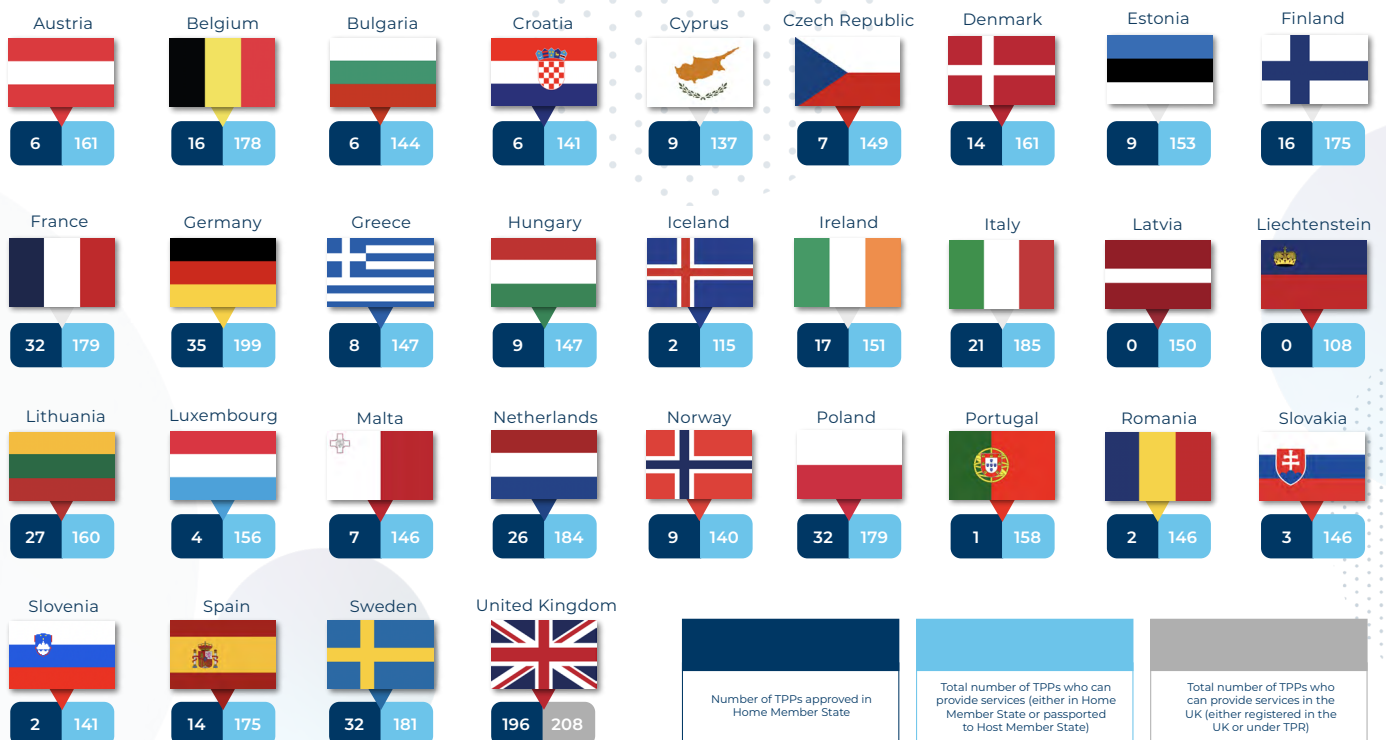 Austria
Belgium
Bulgaria
Croatia
Cyprus
Czech Republic
Denmark
Estonia
Finland
6 161
16 178
6 144
6 141
9 137
7 149
14 161
9 153
16 175
France
Germany
Greece
Hungary
Iceland
Ireland
Italy
Latvia
Liechtenstein
32 179
35 199
8 147
9 147
2 115
17 151
21 185
0 150
0 108
Lithuania
Luxembourg
Malta
Netherlands
Norway
Poland
Portugal
Romania
Slovakia
27 160
4 156
7 146
26 184
9 140
32 179
1 158
2 146
3 146
Slovenia
Spain
Sweden
United Kingdom
2 141
14 175
32 181
196 208
Number of TPPs approved in
Home Member State
Total number of TPPs who can
provide services (either in Home
Member State or passported
to Host Member State)
Total number of TPPs who
can provide services in the
UK (either registered in the
UK or under TPR)